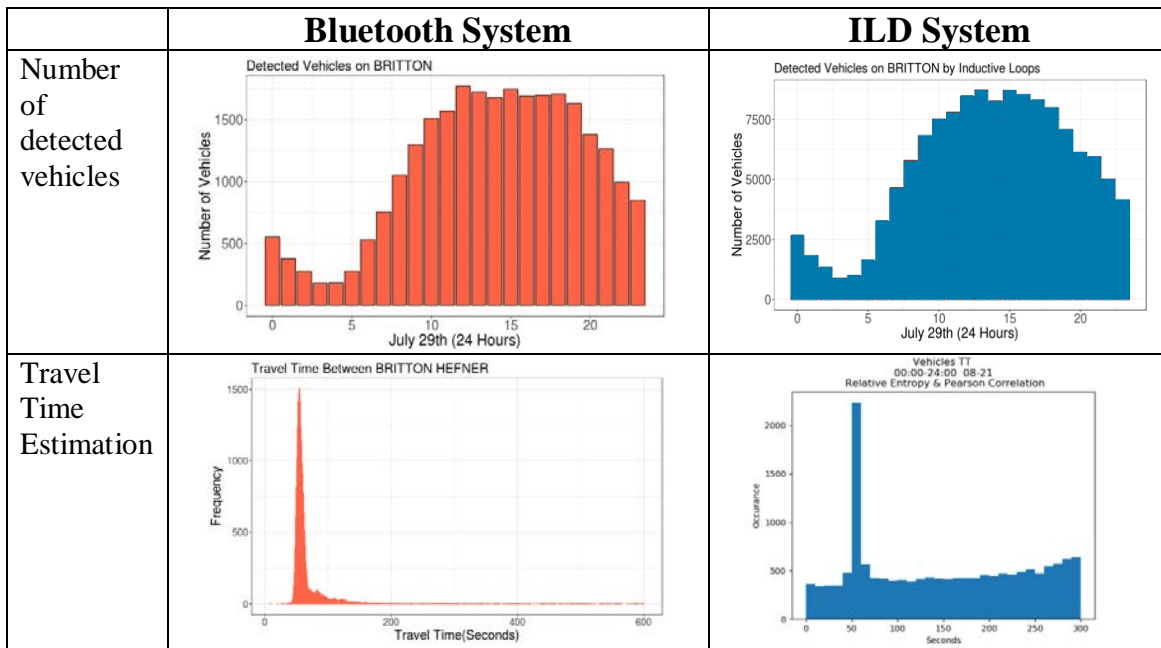 Bluetooth System
ILD System
Number
of
detected
vehicles
Detected Vehicles on BRITTON
Number of Vehicles
1500
1000
500
0
0 5 10 15 20
July 29th (24 Hours)
Detected Vehicles on BRITTON by Inductive Loops
Number of Vehicles
7500
5000
2500
0
0 5 10 15 20
July 29th (24 Hours)
Travel
Time
Estimation
Travel Time Between BRITTON HEFNER
Frequency
1500
1000
500
0
0 200 400 600
Travel Time(Seconds)
Vehicles TT
00:00-24:00 08-21
Relative Entropy & Pearson Correlation
Occurance
2000
1500
1000
500
0
0 50 100 150 200 250 300
Seconds